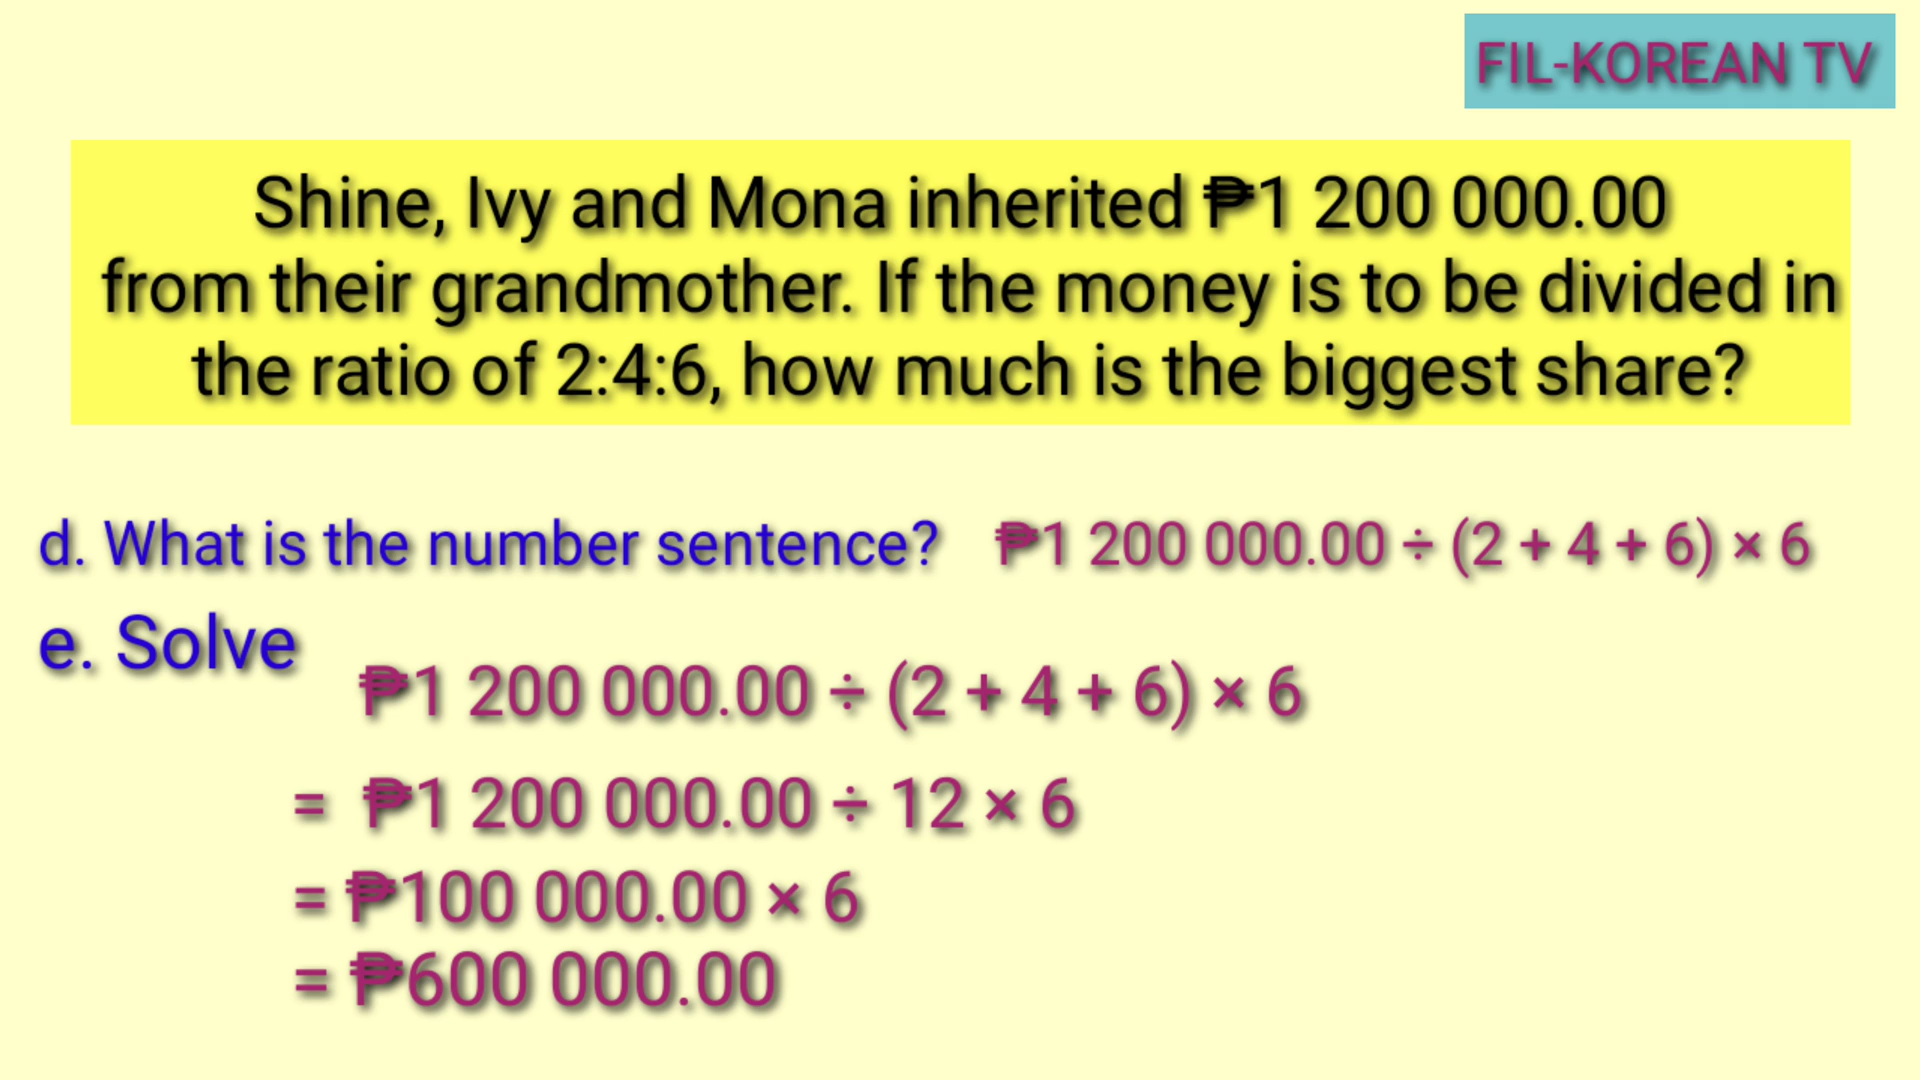 FIL-KOREAN TV
Shine, Ivy and Mona inherited ₱1 200 000.00
from their grandmother. If the money is to be divided in
the ratio of 2:4:6, how much is the biggest share?
d. What is the number sentence? ₱1 200 000.00 ÷ (2 + 4 + 6) × 6
e. Solve
₱1 200 000.00 ÷ (2 + 4 + 6) × 6
= ₱1 200 000.00 ÷ 12 × 6
= ₱100 000.00 × 6
= ₱600 000.00